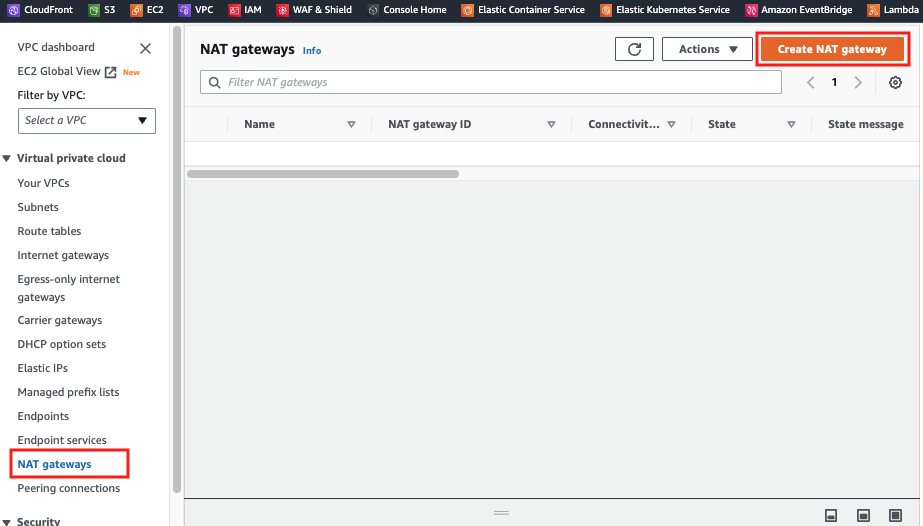 CloudFront S3 EC2 VPC IAM WAF & Shield Console Home Elastic Container Service Elastic Kubernetes Service Amazon EventBridge Lambda
VPC dashboard
EC2 Global View New
Filter by VPC:
Select a VPC
Virtual private cloud
Your VPCs
Subnets
Route tables
Internet gateways
Egress-only internet
gateways
Carrier gateways
DHCP option sets
Elastic IPs
Managed prefix lists
Endpoints
Endpoint services
NAT gateways
Peering connections
Security
NAT gateways Info
Actions
Create NAT gateway
Filter NAT gateways
1
Name NAT gateway ID Connectivit... State State message